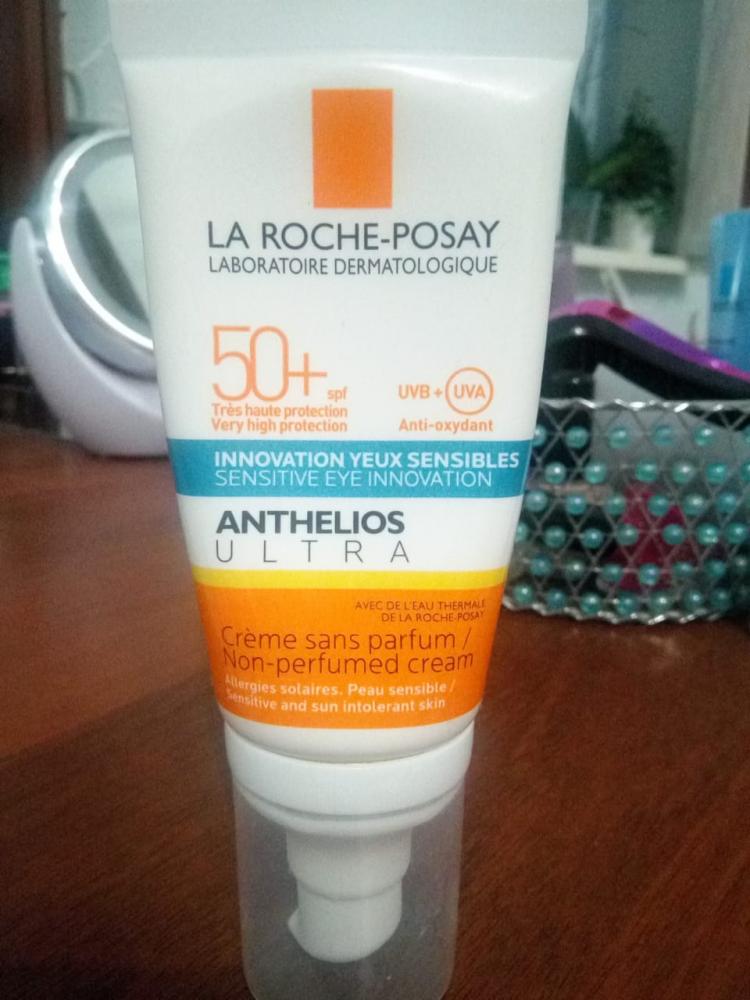 LA ROCHE-POSAY
LABORATOIRE DERMATOLOGIQUE
50+ spf
Très haute protection
Very high protection
UVB + UVA
Anti-oxydant
INNOVATION YEUX SENSIBLES
SENSITIVE EYE INNOVATION
ANTHELIOS
ULTRA
AVEC DE L'EAU THERMALE
DE LA ROCHE-POSAY
Crème sans parfum /
Non-perfumed cream
Allergies solaires. Peau sensible /
Sensitive and sun intolerant skin